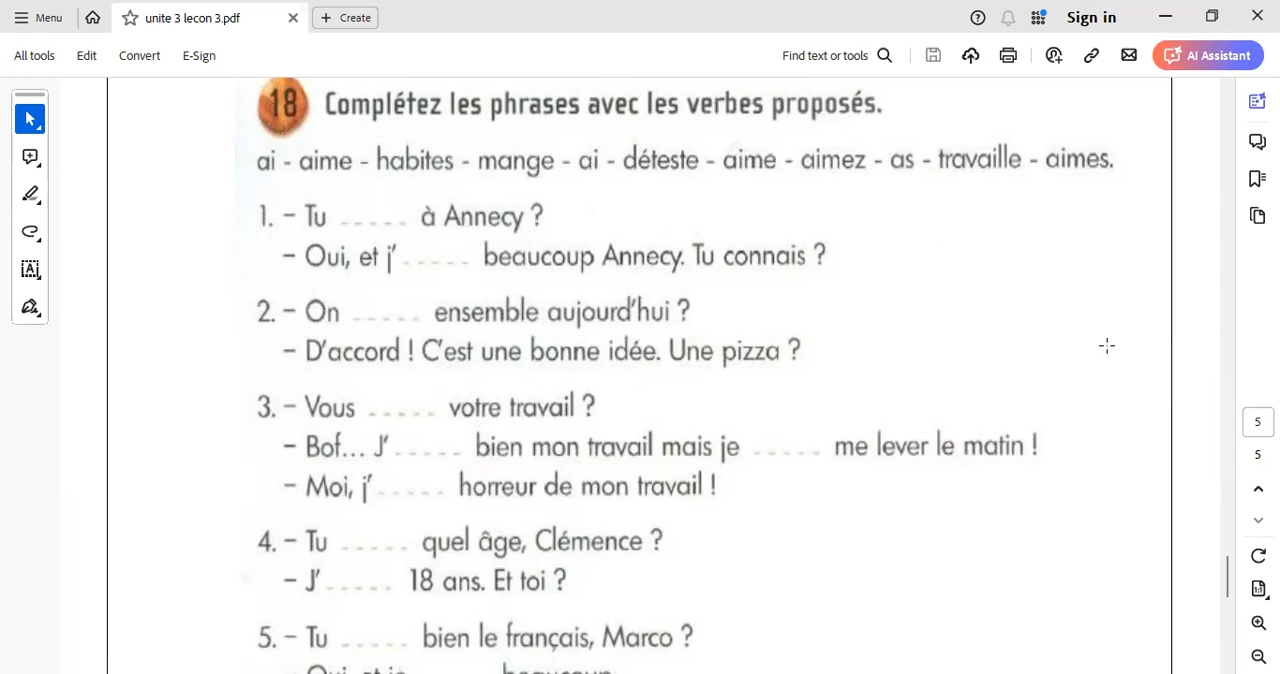 Menu
unite 3 lecon 3.pdf
Create
Sign in
All tools
Edit
Convert
E-Sign
Find text or tools
AI Assistant
18 Complétez les phrases avec les verbes proposés.
ai - aime - habites - mange - ai - déteste - aime - aimez - as - travaille - aimes.
1. – Tu ..... à Annecy ?
– Oui, et j' ..... beaucoup Annecy. Tu connais ?
2. – On ..... ensemble aujourd'hui ?
– D'accord ! C'est une bonne idée. Une pizza ?
3. – Vous ..... votre travail ?
– Bof... J' ..... bien mon travail mais je ..... me lever le matin !
– Moi, j' ..... horreur de mon travail !
4. – Tu ..... quel âge, Clémence ?
– J' ..... 18 ans. Et toi ?
5. – Tu ..... bien le français, Marco ?
– Oui, et je ..... beaucoup.
5
5